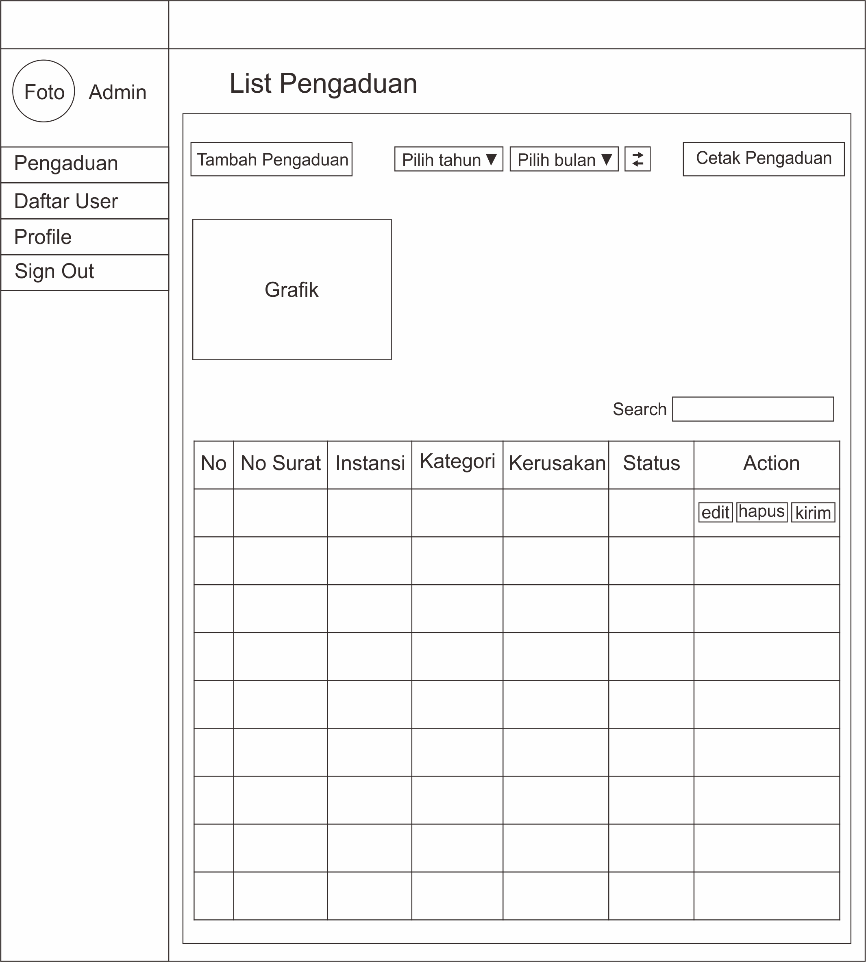 Foto
Admin
Pengaduan
Daftar User
Profile
Sign Out
List Pengaduan
Tambah Pengaduan
Pilih tahun ▼
Pilih bulan ▼
Cetak Pengaduan
Grafik
Search
No No Surat Instansi Kategori Kerusakan Status Action
edit hapus kirim